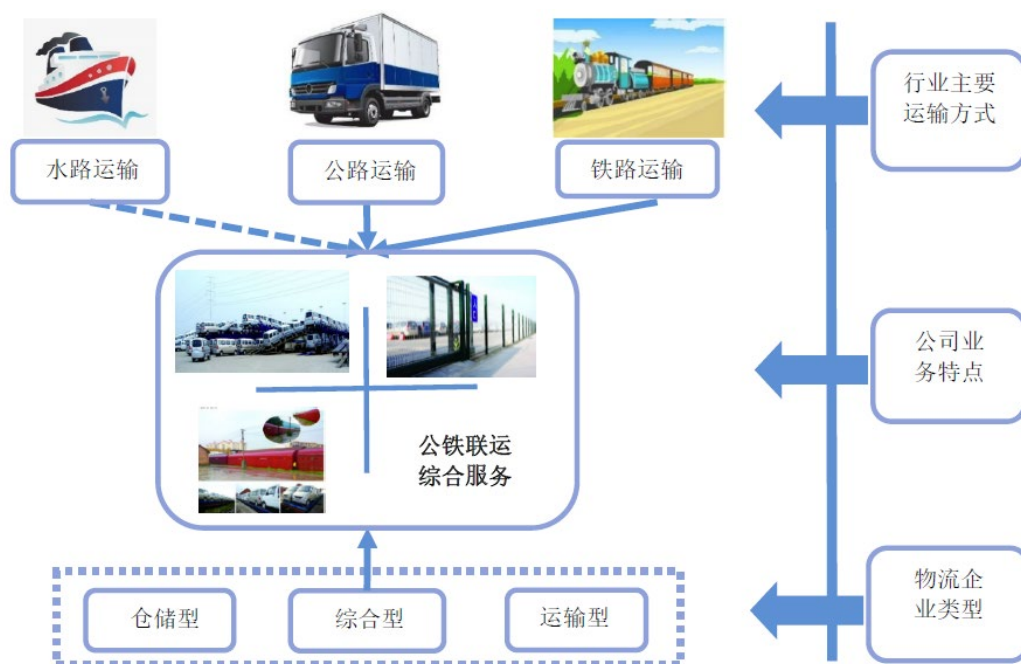 水路运输
公路运输
铁路运输
行业主要
运输方式
公司业
务特点
公铁联运
综合服务
仓储型
综合型
运输型
物流企
业类型